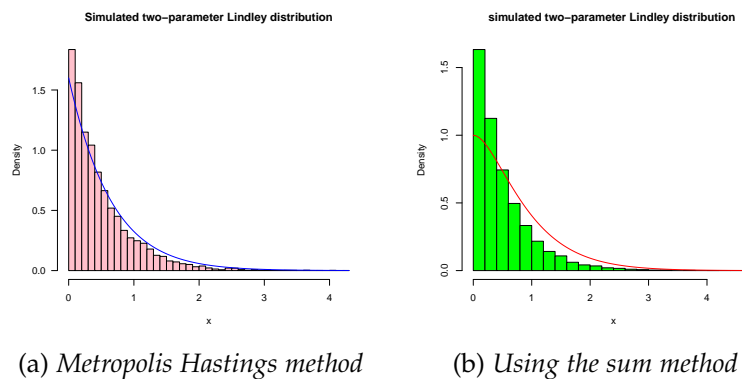 Simulated two−parameter Lindley distribution
Density
1.5
1.0
0.5
0.0
0 1 2 3 4
x
(a) Metropolis Hastings method
simulated two−parameter Lindley distribution
Density
1.5
1.0
0.5
0.0
0 1 2 3 4
x
(b) Using the sum method